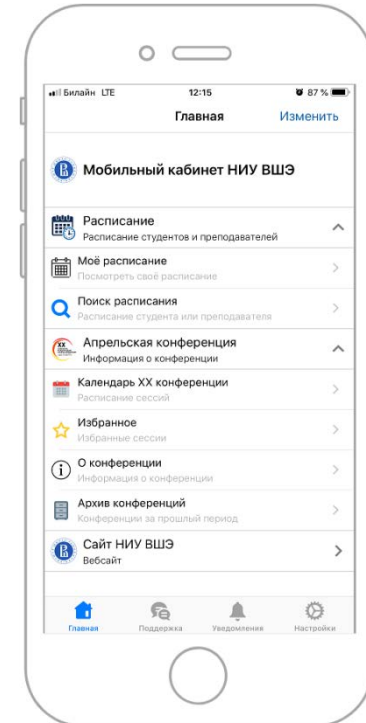 Билайн LTE 12:15 87 %
Главная Изменить
Мобильный кабинет НИУ ВШЭ
Расписание
Расписание студентов и преподавателей
Моё расписание
Посмотреть своё расписание
Поиск расписания
Расписание студента или преподавателя
XX
Апрельская конференция
Информация о конференции
Календарь XX конференции
Расписание сессий
Избранное
Избранные сессии
О конференции
Информация о конференции
Архив конференций
Конференции за прошлый период
Сайт НИУ ВШЭ
Вебсайт
Главная Поддержка Уведомления Настройки